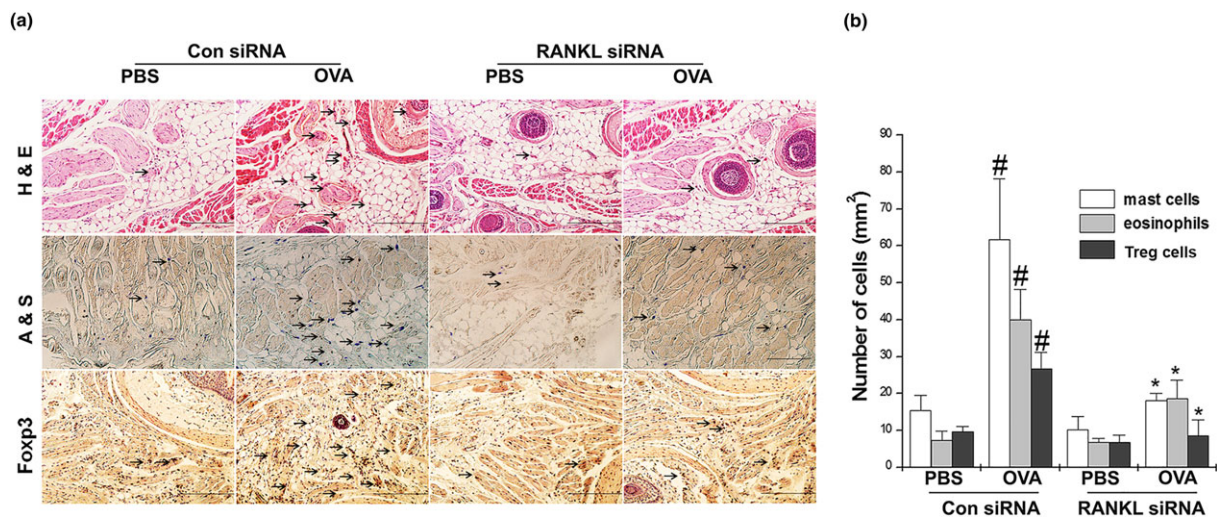 (a)
Con siRNA
RANKL siRNA
PBS
OVA
PBS
OVA
H & E
A & S
Foxp3
(b)
Number of cells (mm²)
90
80
70
60
50
40
30
20
10
0
#
#
#
*
*
*
mast cells
eosinophils
Treg cells
PBS
OVA
PBS
OVA
Con siRNA
RANKL siRNA